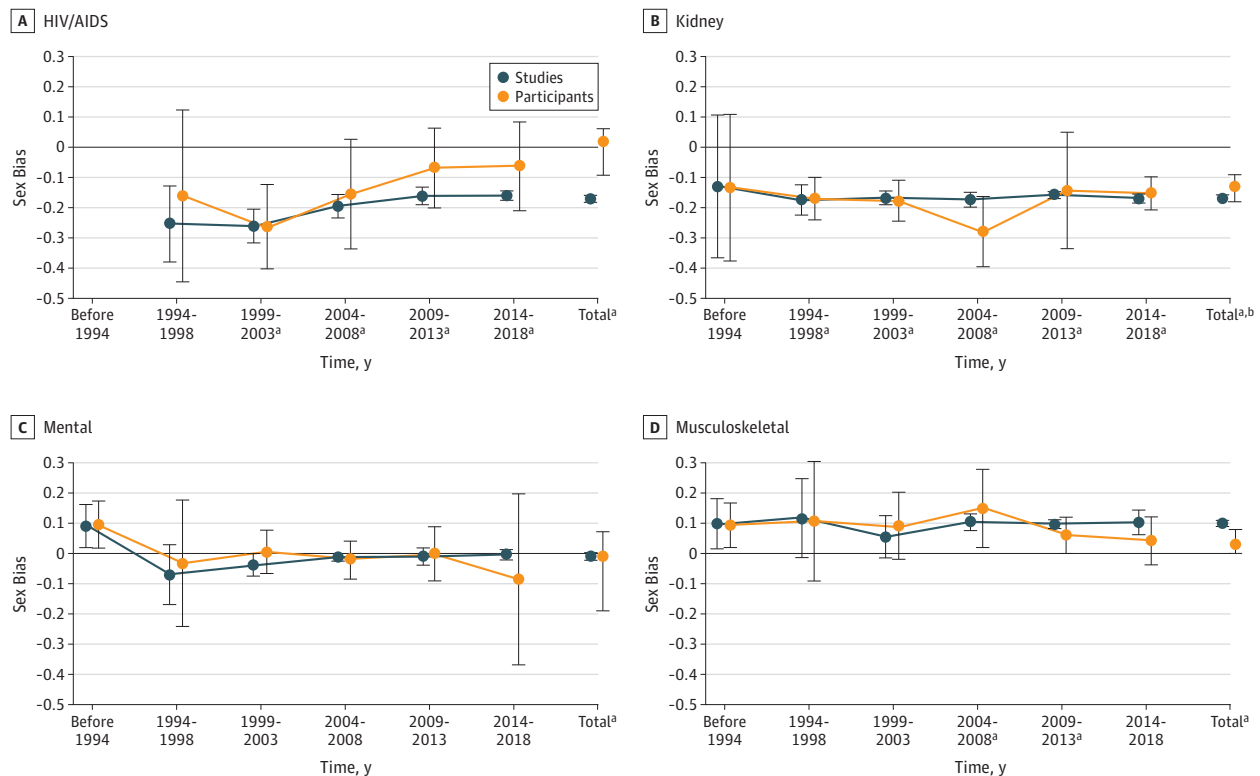 A HIV/AIDS
0.3
0.2
0.1
0
-0.1
-0.2
-0.3
-0.4
-0.5
Sex Bias
Studies
Participants
Before 1994
1994-1998
1999-2003ᵃ
2004-2008ᵃ
2009-2013ᵃ
2014-2018ᵃ
Totalᵃ
Time, y
B Kidney
0.3
0.2
0.1
0
-0.1
-0.2
-0.3
-0.4
-0.5
Sex Bias
Before 1994
1994-1998ᵃ
1999-2003ᵃ
2004-2008ᵃ
2009-2013ᵃ
2014-2018ᵃ
Totalᵃ,ᵇ
Time, y
C Mental
0.3
0.2
0.1
0
-0.1
-0.2
-0.3
-0.4
-0.5
Sex Bias
Before 1994
1994-1998
1999-2003
2004-2008
2009-2013
2014-2018
Totalᵃ
Time, y
D Musculoskeletal
0.3
0.2
0.1
0
-0.1
-0.2
-0.3
-0.4
-0.5
Sex Bias
Before 1994
1994-1998
1999-2003
2004-2008ᵃ
2009-2013ᵃ
2014-2018
Totalᵃ
Time, y